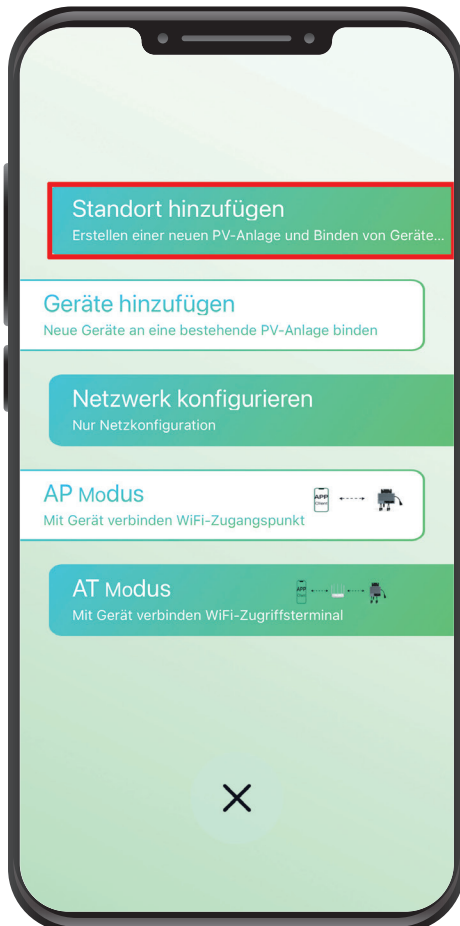 Standort hinzufügen
Erstellen einer neuen PV-Anlage und Binden von Geräte...
Geräte hinzufügen
Neue Geräte an eine bestehende PV-Anlage binden
Netzwerk konfigurieren
Nur Netzkonfiguration
AP Modus
APP
Mit Gerät verbinden WiFi-Zugangspunkt
AT Modus
APP
Mit Gerät verbinden WiFi-Zugriffsterminal